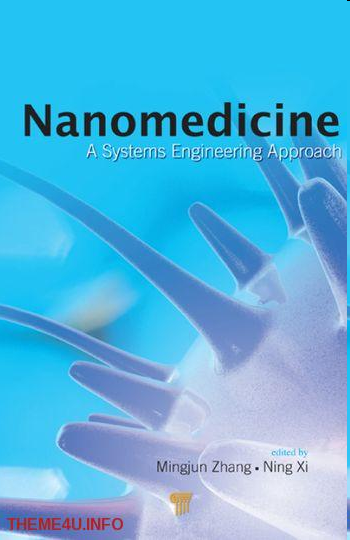 Nanomedicine
A Systems Engineering Approach
edited by
Mingjun Zhang • Ning Xi
THEME4U.INFO